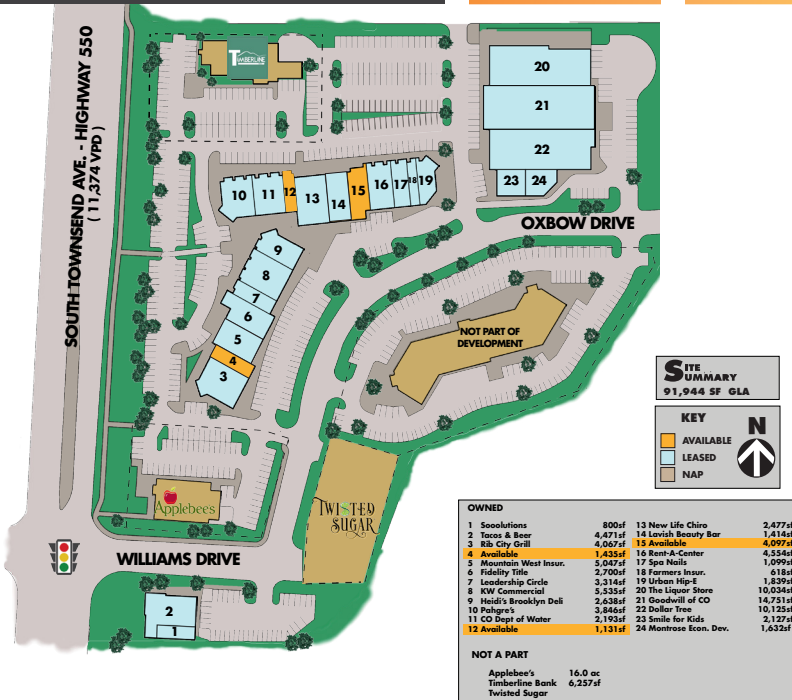 SOUTH TOWNSEND AVE. - HIGHWAY 550
( 11,374 VPD )
TIMBERLINE
20
21
22
23 24
10 11 12 13 14 15 16 17 18 19
OXBOW DRIVE
9
8
7
6
5
4
3
NOT PART OF
DEVELOPMENT
SITE
SUMMARY
91,944 SF GLA
KEY
AVAILABLE
LEASED
NAP
N
Applebee's
TWISTED
SUGAR
WILLIAMS DRIVE
2
1
OWNED
1 Sooolutions 800sf
2 Tacos & Beer 4,471sf
3 Rib City Grill 4,067sf
4 Available 1,435sf
5 Mountain West Insur. 5,047sf
6 Fidelity Title 2,700sf
7 Leadership Circle 3,314sf
8 KW Commercial 5,535sf
9 Heidi's Brooklyn Deli 2,638sf
10 Pahgre's 3,846sf
11 CO Dept of Water 2,193sf
12 Available 1,131sf
13 New Life Chiro 2,477sf
14 Lavish Beauty Bar 1,414sf
15 Available 4,097sf
16 Rent-A-Center 4,554sf
17 Spa Nails 1,099sf
18 Farmers Insur. 618sf
19 Urban Hip-E 1,839sf
20 The Liquor Store 10,034sf
21 Goodwill of CO 14,751sf
22 Dollar Tree 10,125sf
23 Smile for Kids 2,127sf
24 Montrose Econ. Dev. 1,632sf
NOT A PART
Applebee's 16.0 ac
Timberline Bank 6,257sf
Twisted Sugar